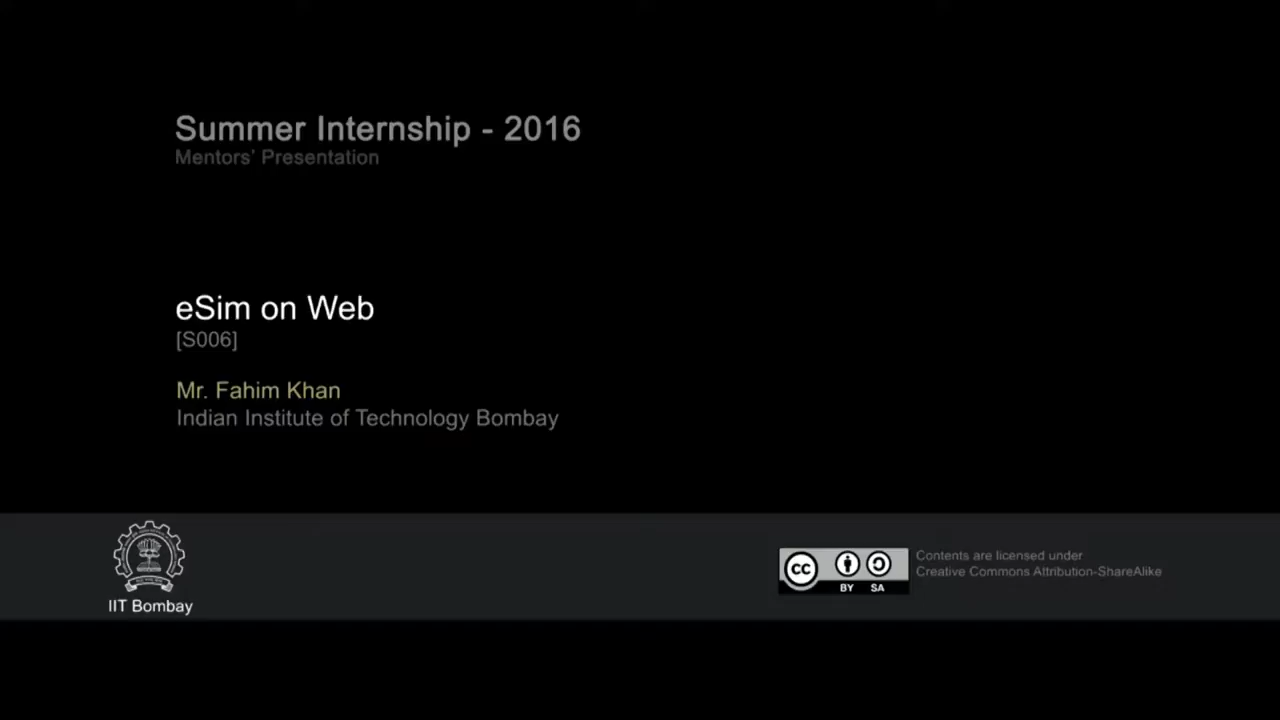 Summer Internship - 2016
Mentors' Presentation
eSim on Web
[S006]
Mr. Fahim Khan
Indian Institute of Technology Bombay
IIT Bombay
cc
BY SA
Contents are licensed under
Creative Commons Attribution-ShareAlike